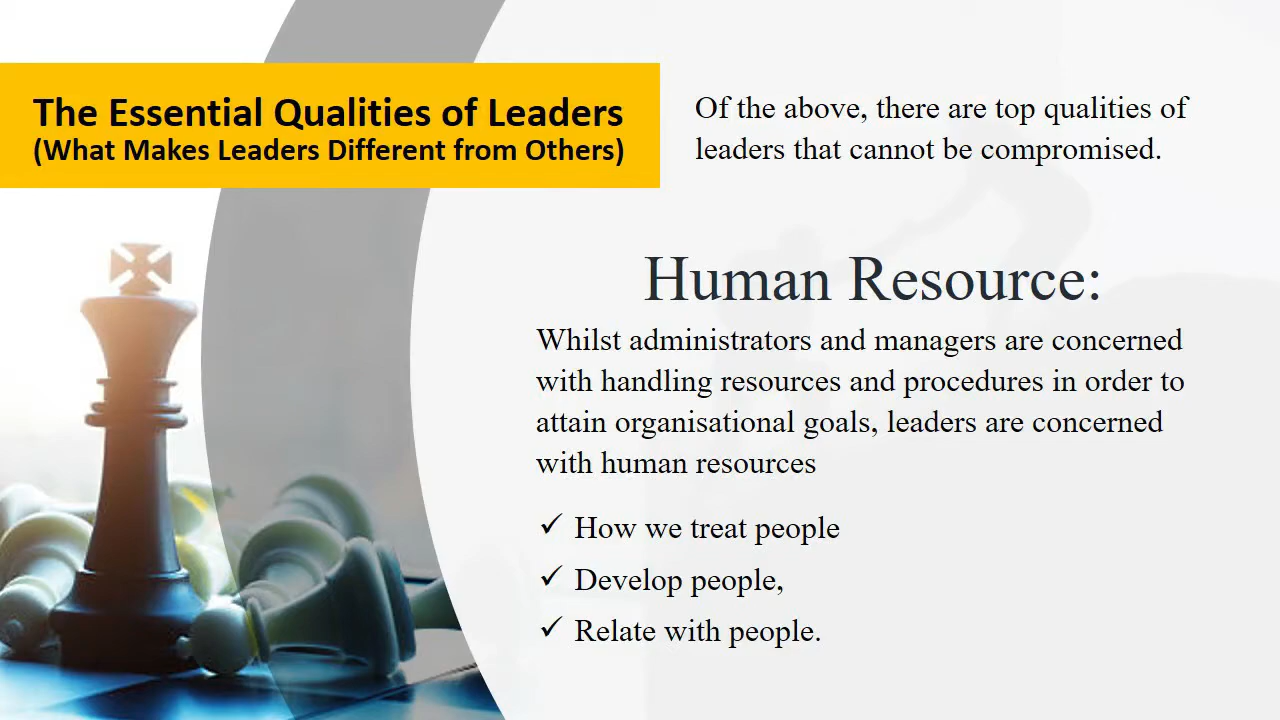 The Essential Qualities of Leaders
(What Makes Leaders Different from Others)
Of the above, there are top qualities of
leaders that cannot be compromised.
Human Resource:
Whilst administrators and managers are concerned
with handling resources and procedures in order to
attain organisational goals, leaders are concerned
with human resources
✓ How we treat people
✓ Develop people,
✓ Relate with people.